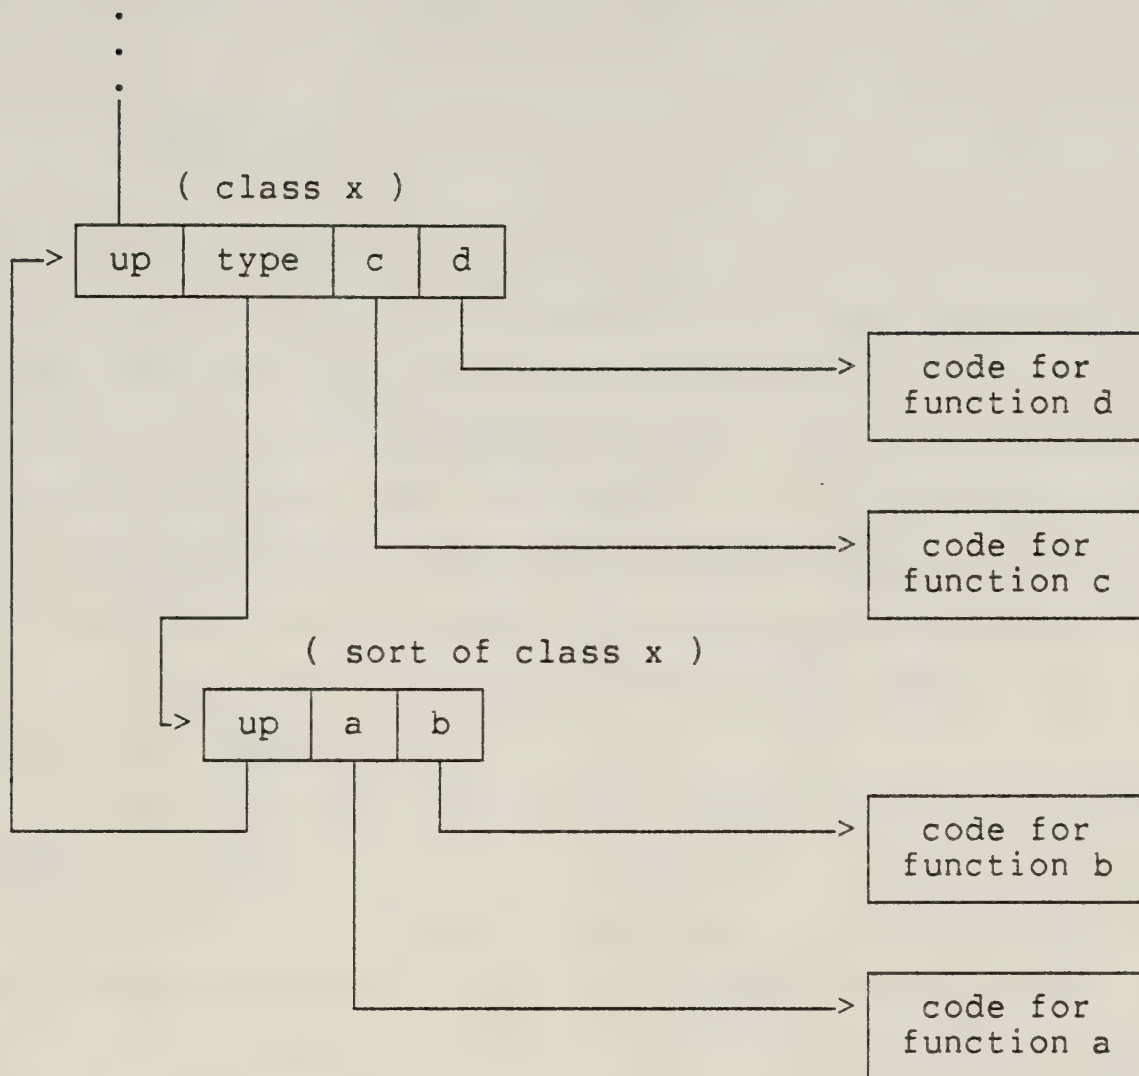 ( class x )
up type c d
code for
function d
code for
function c
( sort of class x )
up a b
code for
function b
code for
function a